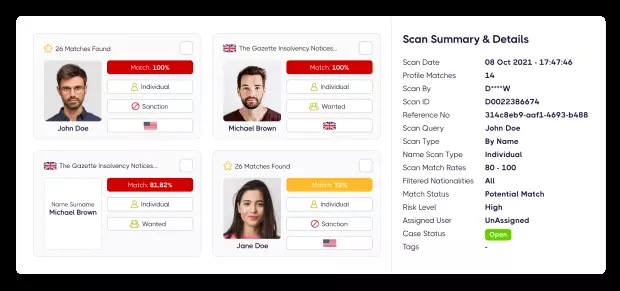 26 Matches Found
Match: 100%
Individual
Sanction
John Doe
The Gazette Insolvency Notices...
Match: 100%
Individual
Wanted
Michael Brown
The Gazette Insolvency Notices...
Match: 81,82%
Individual
Wanted
Name Surname
Michael Brown
26 Matches Found
Match:
Individual
Sanction
Jane Doe
Scan Summary & Details
Scan Date 08 Oct 2021 - 17:47:46
Profile Matches 14
Scan By D****W
Scan ID D0022386674
Reference No 314c8eb9-aaf1-4693-b488
Scan Query John Doe
Scan Type By Name
Name Scan Type Individual
Scan Match Rates 80 - 100
Filtered Nationalities All
Match Status Potential Match
Risk Level High
Assigned User UnAssigned
Case Status Open
Tags -